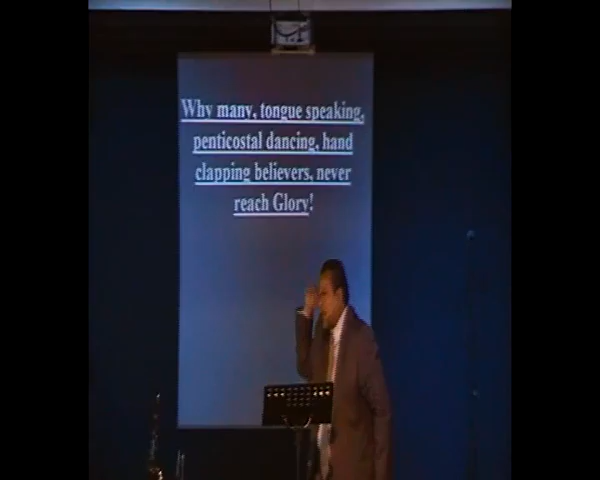 Why many, tongue speaking,
penticostal dancing, hand
clapping believers, never
reach Glory!